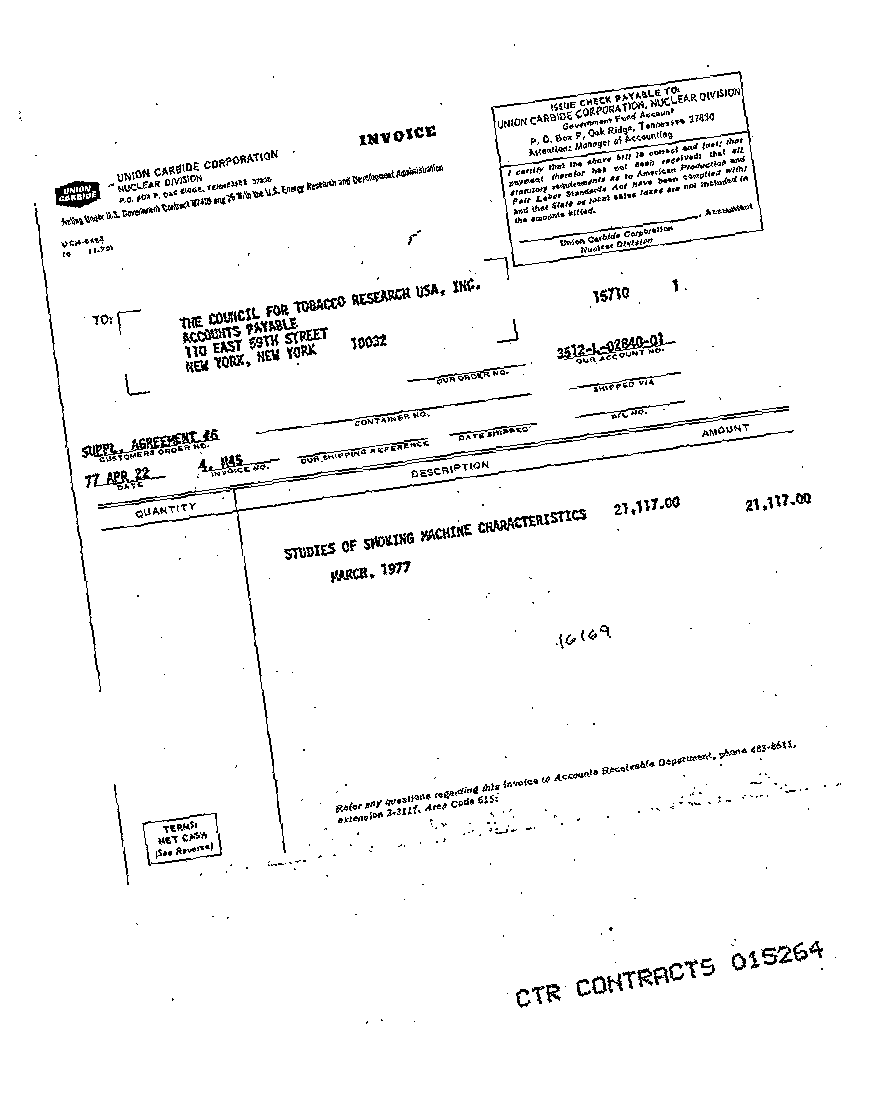 INVOICE
ISSUE CHECK PAYABLE TO:
UNION CARBIDE CORPORATION, NUCLEAR DIVISION
Government Fund Account
P. O. Box P, Oak Ridge, Tennessee 37830
Attention: Manager of Accounting
I certify that the above bill is correct and just; that
payment therefor has not been received; that all
statutory requirements as to American Production and
Fair Labor Standards Act have been complied with;
and that State or local sales taxes are not included in
the amounts billed.
, Accountant
Union Carbide Corporation
Nuclear Division
UNION
CARBIDE
UNION CARBIDE CORPORATION
NUCLEAR DIVISION
P.O. BOX P, OAK RIDGE, TENNESSEE 37830
Acting Under U.S. Government Contract W7405 eng 26 With the U.S. Energy Research and Development Administration
TO:
THE COUNCIL FOR TOBACCO RESEARCH USA, INC.
ACCOUNTS PAYABLE
110 EAST 59TH STREET
NEW YORK, NEW YORK 10032
15710 1
3512-L-02840-01
OUR ACCOUNT NO.
OUR ORDER NO.
SHIPPED VIA
CONTAINER NO.
B/L NO.
SUPPL. AGREEMENT #6
CUSTOMERS ORDER NO.
77 APR 22
DATE
INVOICE NO.
OUR SHIPPING REFERENCE
DATE SHIPPED
QUANTITY
DESCRIPTION
AMOUNT
STUDIES OF SMOKING MACHINE CHARACTERISTICS 21,117.00 21,117.00
MARCH, 1977
16169
Refer any questions regarding this invoice to Accounts Receivable Department, phone 483-8611,
extension 3-3117, Area Code 615.
TERMS:
NET CASH
(See Reverse)
CTR CONTRACTS 015264